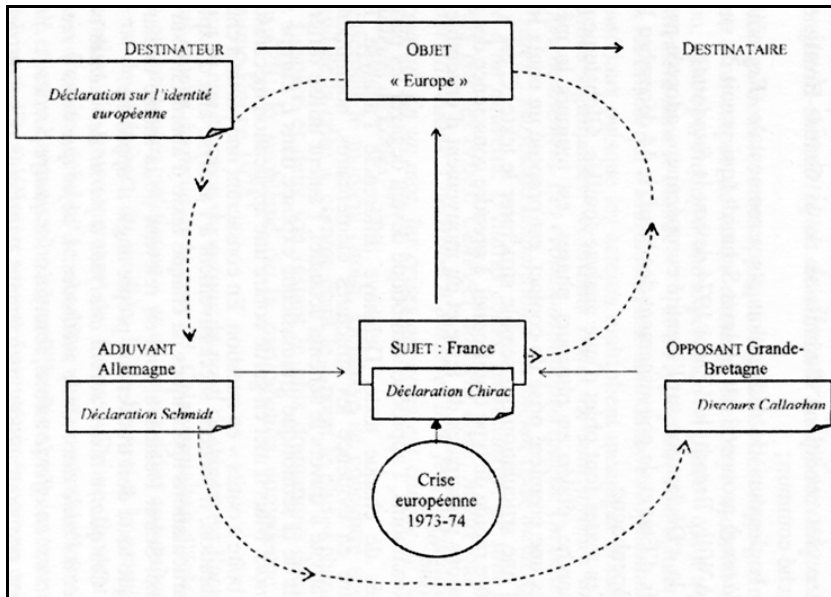 DESTINATEUR
OBJET
« Europe »
DESTINATAIRE
Déclaration sur l'identité
européenne
ADJUVANT
Allemagne
Déclaration Schmidt
SUJET : France
Déclaration Chirac
OPPOSANT Grande-
Bretagne
Discours Callaghan
Crise
européenne
1973-74